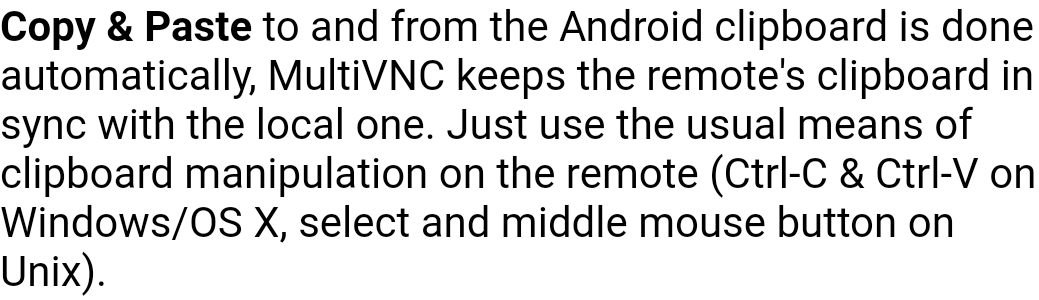 Copy & Paste to and from the Android clipboard is done
automatically, MultiVNC keeps the remote's clipboard in
sync with the local one. Just use the usual means of
clipboard manipulation on the remote (Ctrl-C & Ctrl-V on
Windows/OS X, select and middle mouse button on
Unix).